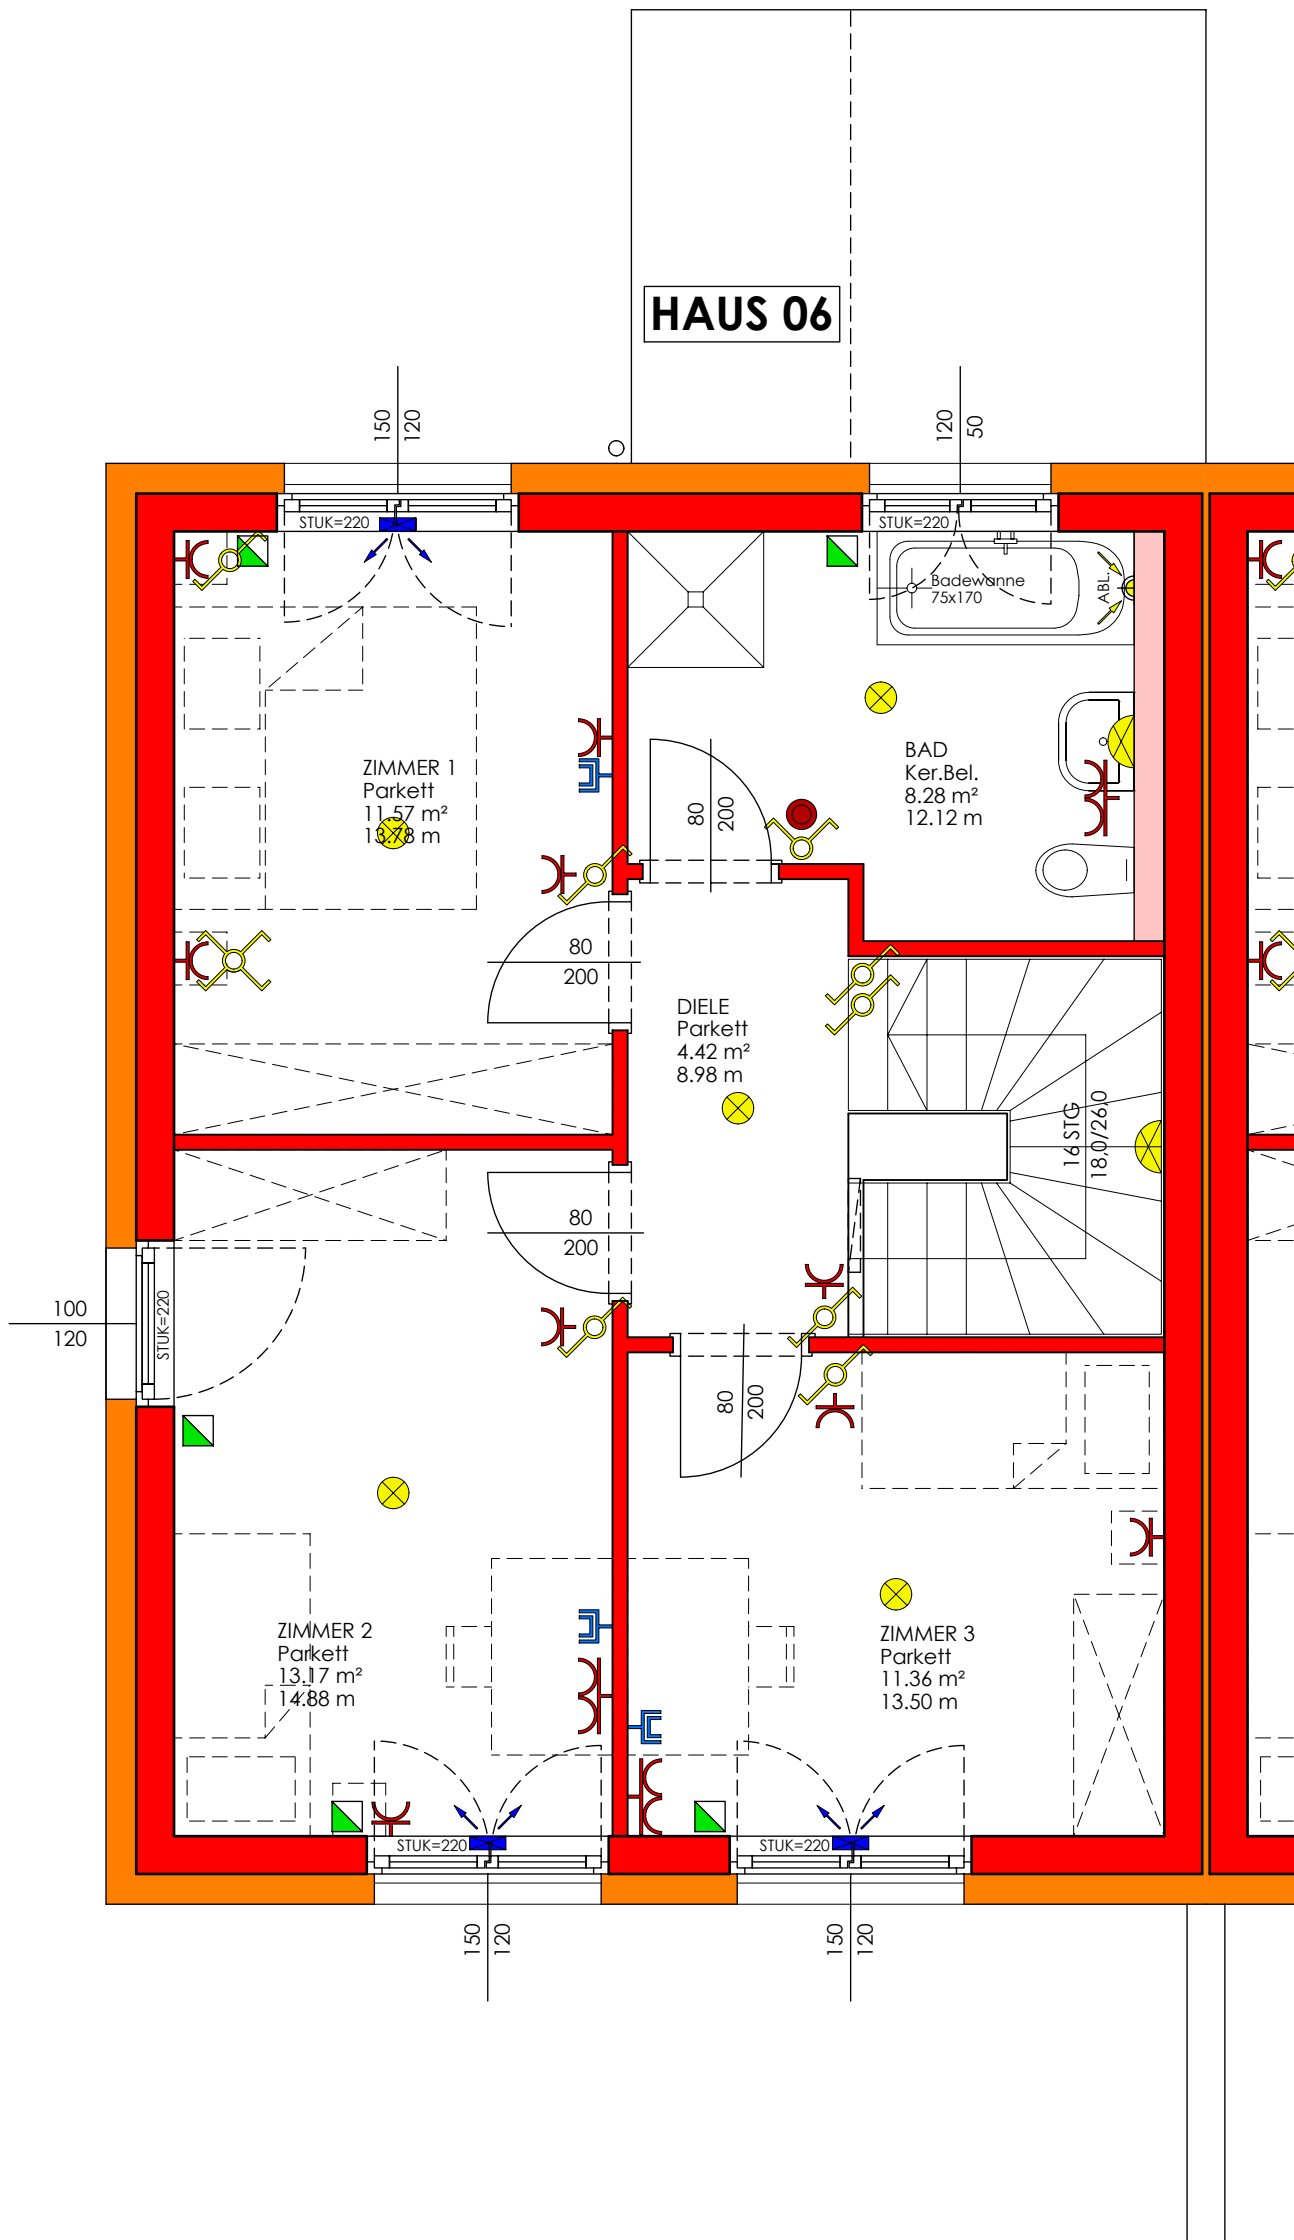 HAUS 06
150
120
120
50
STUK=220
STUK=220
Badewanne
75x170
ABL.
ZIMMER 1
Parkett
11.57 m²
13.78 m
BAD
Ker.Bel.
8.28 m²
12.12 m
80
200
80
200
DIELE
Parkett
4.42 m²
8.98 m
16 STG
18,0/26,0
80
200
100
120
STUK=220
80
200
ZIMMER 2
Parkett
13.17 m²
14.88 m
ZIMMER 3
Parkett
11.36 m²
13.50 m
STUK=220
STUK=220
150
120
150
120